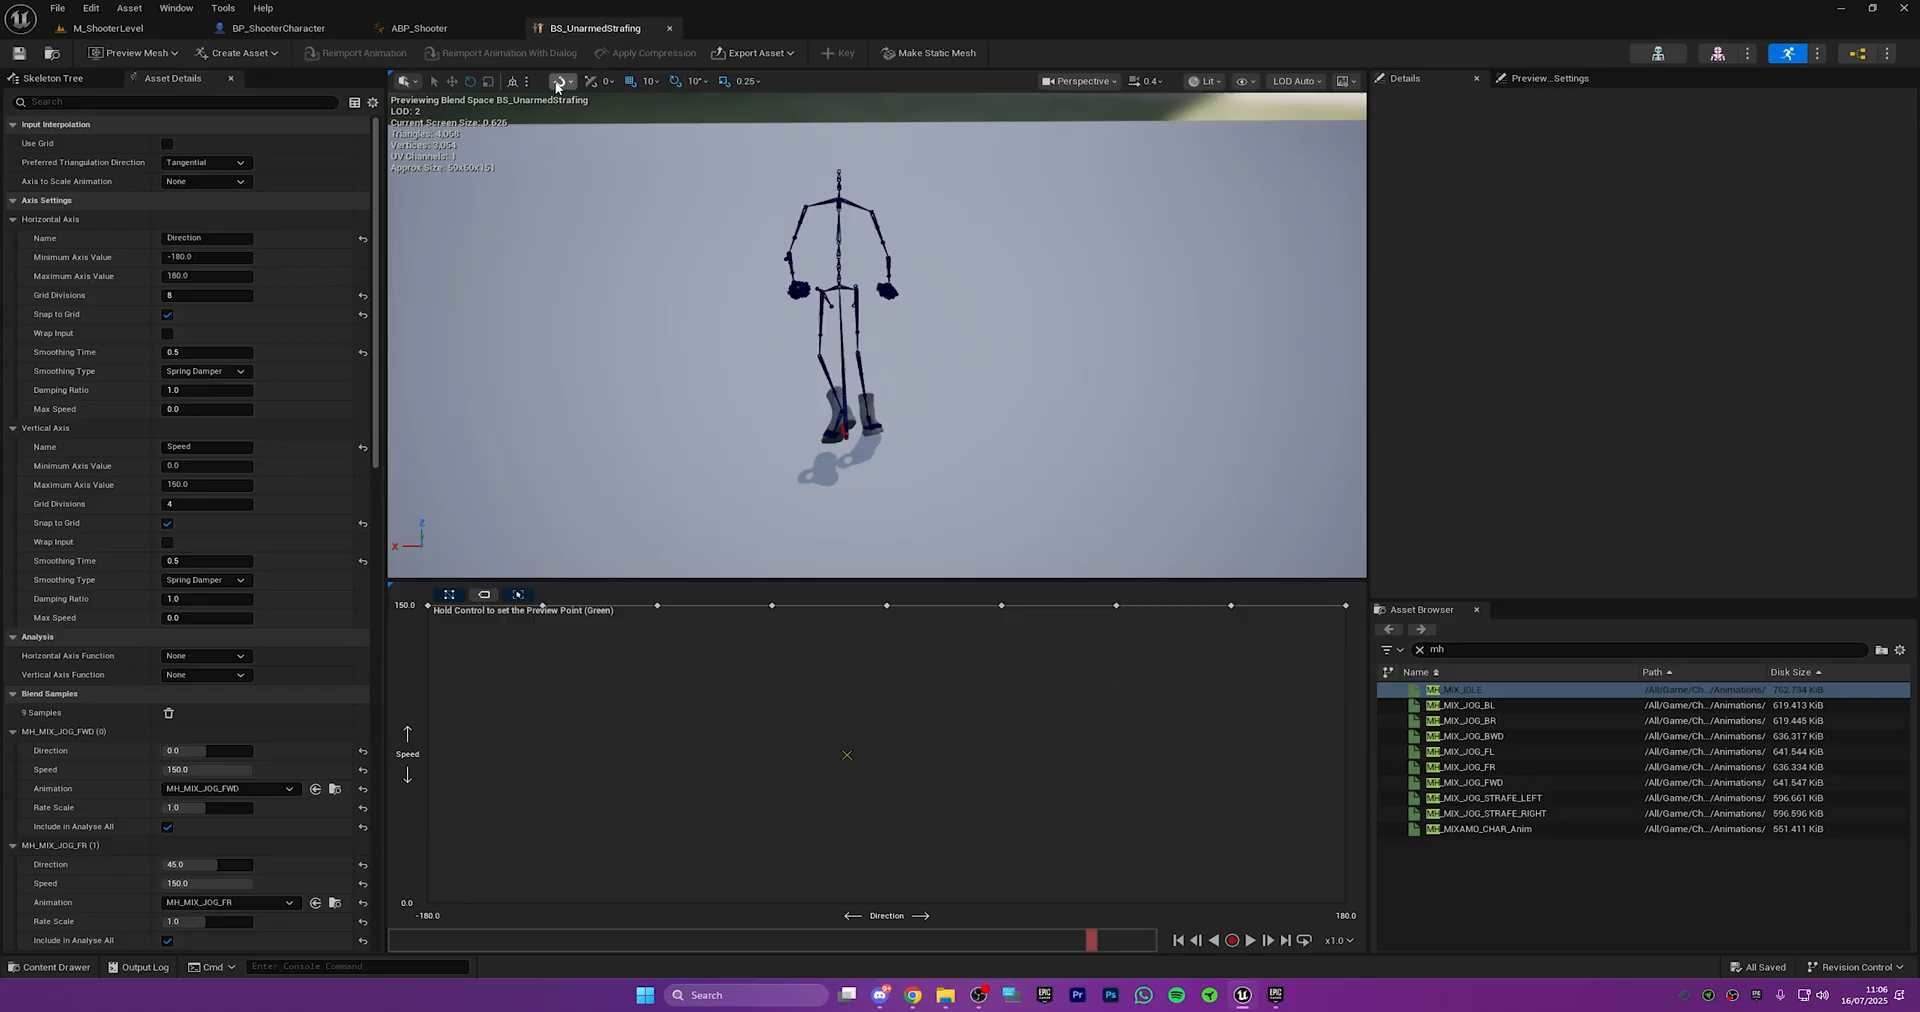 File Edit Asset Window Tools Help
M_ShooterLevel BP_ShooterCharacter ABP_Shooter BS_UnarmedStrafing
Preview Mesh Create Asset Reimport Animation Reimport Animation With Dialog Apply Compression Export Asset Key Make Static Mesh
Skeleton Tree Asset Details
0 10 10° 0.25 Perspective 0.4 Lit LOD Auto
Details Preview...Settings
Search
Previewing Blend Space BS_UnarmedStrafing
LOD: 2
Current Screen Size: 0.626
Triangles: 4,058
Vertices: 3,054
UV Channels: 1
Approx Size: 59x60x151
Input Interpolation
Use Grid
Preferred Triangulation Direction Tangential
Axis to Scale Animation None
Axis Settings
Horizontal Axis
Name Direction
Minimum Axis Value -180.0
Maximum Axis Value 180.0
Grid Divisions 8
Snap to Grid
Wrap Input
Smoothing Time 0.5
Smoothing Type Spring Damper
Damping Ratio 1.0
Max Speed 0.0
Vertical Axis
Name Speed
Minimum Axis Value 0.0
Maximum Axis Value 150.0
Grid Divisions 4
Snap to Grid
Wrap Input
Smoothing Time 0.5
Smoothing Type Spring Damper
Damping Ratio 1.0
Max Speed 0.0
Analysis
Horizontal Axis Function None
Vertical Axis Function None
Blend Samples
9 Samples
MH_MIX_JOG_FWD (0)
Direction 0.0
Speed 150.0
Animation MH_MIX_JOG_FWD
Rate Scale 1.0
Include in Analyse All
MH_MIX_JOG_FR (1)
Direction 45.0
Speed 150.0
Animation MH_MIX_JOG_FR
Rate Scale 1.0
Include in Analyse All
Z
X
150.0
Hold Control to set the Preview Point (Green)
Speed
0.0
-180.0 Direction 180.0
x1.0
Asset Browser
mh
Name Path Disk Size
MH_MIX_IDLE /All/Game/Ch.../Animations/ 762.734 KiB
MH_MIX_JOG_BL /All/Game/Ch.../Animations/ 619.413 KiB
MH_MIX_JOG_BR /All/Game/Ch.../Animations/ 619.445 KiB
MH_MIX_JOG_BWD /All/Game/Ch.../Animations/ 636.317 KiB
MH_MIX_JOG_FL /All/Game/Ch.../Animations/ 641.544 KiB
MH_MIX_JOG_FR /All/Game/Ch.../Animations/ 636.334 KiB
MH_MIX_JOG_FWD /All/Game/Ch.../Animations/ 641.547 KiB
MH_MIX_JOG_STRAFE_LEFT /All/Game/Ch.../Animations/ 596.661 KiB
MH_MIX_JOG_STRAFE_RIGHT /All/Game/Ch.../Animations/ 596.596 KiB
MH_MIXAMO_CHAR_Anim /All/Game/Ch.../Animations/ 551.411 KiB
Content Drawer Output Log Cmd Enter Console Command All Saved Revision Control
Search
9+
EPIC GAMES
Pr
Ps
EPIC GAMES
11:06
16/07/2025